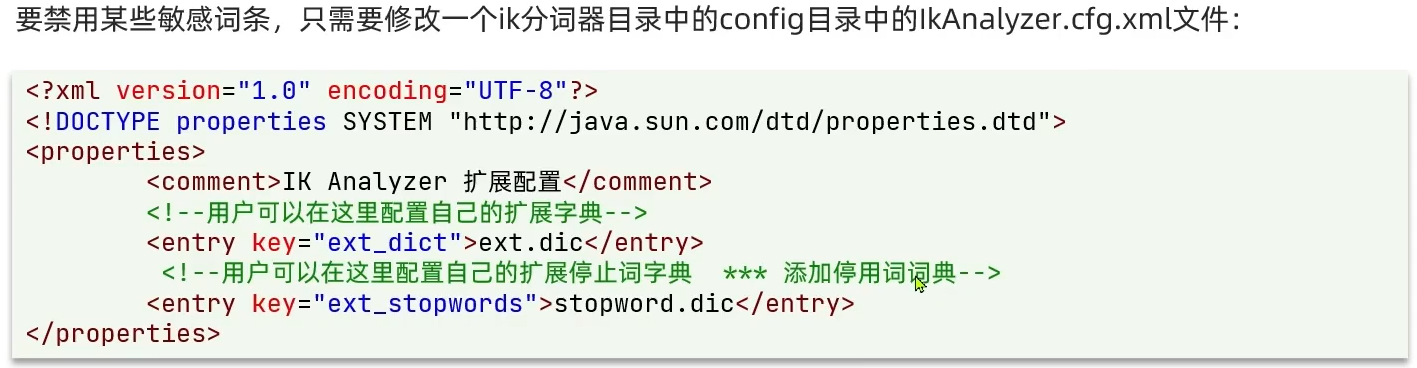 要禁用某些敏感词条，只需要修改一个ik分词器目录中的config目录中的IkAnalyzer.cfg.xml文件：
<?xml version="1.0" encoding="UTF-8"?>
<!DOCTYPE properties SYSTEM "http://java.sun.com/dtd/properties.dtd">
<properties>
        <comment>IK Analyzer 扩展配置</comment>
        <!--用户可以在这里配置自己的扩展字典-->
        <entry key="ext_dict">ext.dic</entry>
         <!--用户可以在这里配置自己的扩展停止词字典  *** 添加停用词词典-->
        <entry key="ext_stopwords">stopword.dic</entry>
</properties>